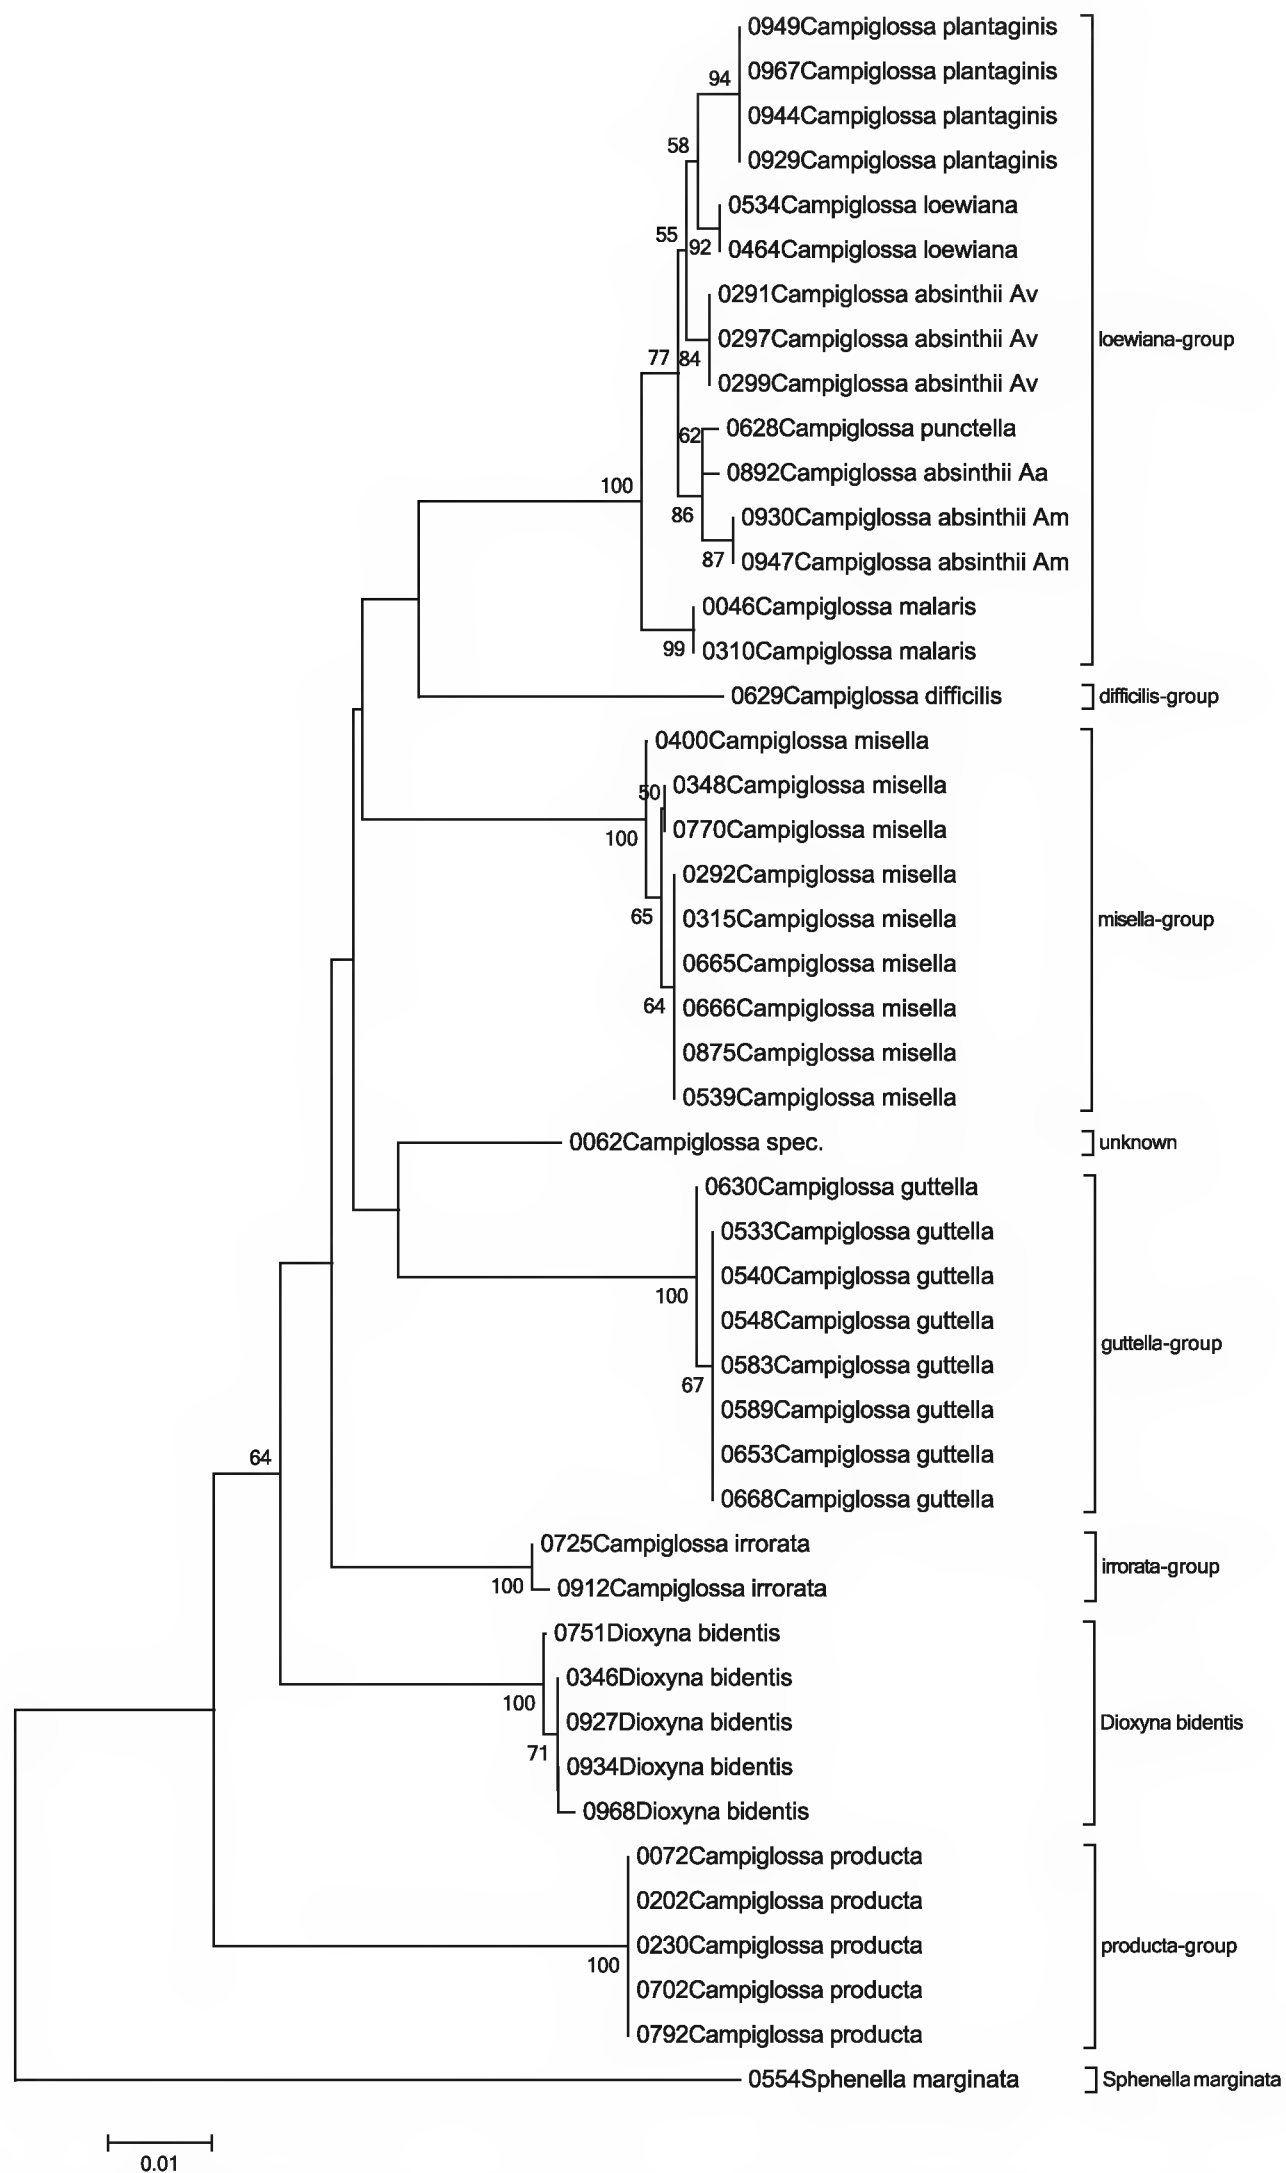 0949Campiglossa plantaginis
94
0967Campiglossa plantaginis
0944Campiglossa plantaginis
58
0929Campiglossa plantaginis
0534Campiglossa loewiana
55
92
0464Campiglossa loewiana
0291Campiglossa absinthii Av
0297Campiglossa absinthii Av
loewiana-group
77
84
0299Campiglossa absinthii Av
62
0628Campiglossa punctella
0892Campiglossa absinthii Aa
100
86
0930Campiglossa absinthii Am
87
0947Campiglossa absinthii Am
0046Campiglossa malaris
99
0310Campiglossa malaris
0629Campiglossa difficilis
difficilis-group
0400Campiglossa misella
50
0348Campiglossa misella
100
0770Campiglossa misella
0292Campiglossa misella
65
0315Campiglossa misella
misella-group
0665Campiglossa misella
64
0666Campiglossa misella
0875Campiglossa misella
0539Campiglossa misella
0062Campiglossa spec.
unknown
0630Campiglossa guttella
0533Campiglossa guttella
100
0540Campiglossa guttella
0548Campiglossa guttella
guttella-group
0583Campiglossa guttella
67
0589Campiglossa guttella
0653Campiglossa guttella
64
0668Campiglossa guttella
0725Campiglossa irrorata
irrorata-group
100
0912Campiglossa irrorata
0751Dioxyna bidentis
0346Dioxyna bidentis
100
0927Dioxyna bidentis
Dioxyna bidentis
71
0934Dioxyna bidentis
0968Dioxyna bidentis
0072Campiglossa producta
0202Campiglossa producta
0230Campiglossa producta
producta-group
100
0702Campiglossa producta
0792Campiglossa producta
0554Sphenella marginata
Sphenella marginata
0.01